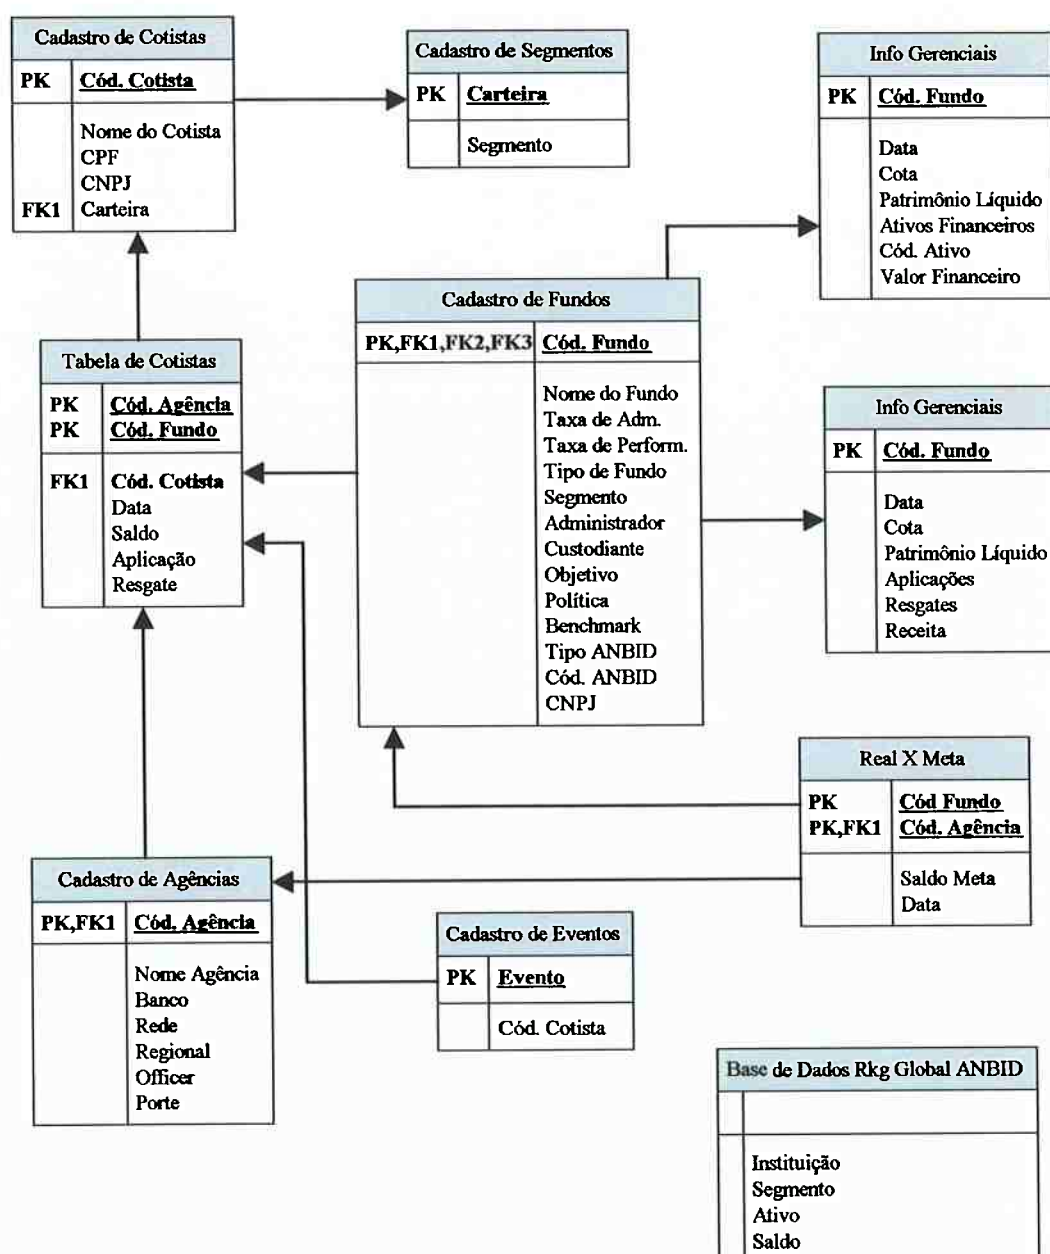 Cadastro de Cotistas
PK Cód. Cotista
Nome do Cotista
CPF
CNPJ
FK1 Carteira
Cadastro de Segmentos
PK Carteira
Segmento
Info Gerenciais
PK Cód. Fundo
Data
Cota
Patrimônio Líquido
Ativos Financeiros
Cód. Ativo
Valor Financeiro
Tabela de Cotistas
PK Cód. Agência
PK Cód. Fundo
FK1 Cód. Cotista
Data
Saldo
Aplicação
Resgate
Cadastro de Fundos
PK,FK1,FK2,FK3 Cód. Fundo
Nome do Fundo
Taxa de Adm.
Taxa de Perform.
Tipo de Fundo
Segmento
Administrador
Custodiante
Objetivo
Política
Benchmark
Tipo ANBID
Cód. ANBID
CNPJ
Info Gerenciais
PK Cód. Fundo
Data
Cota
Patrimônio Líquido
Aplicações
Resgates
Receita
Real X Meta
PK Cód Fundo
PK,FK1 Cód. Agência
Saldo Meta
Data
Cadastro de Agências
PK,FK1 Cód. Agência
Nome Agência
Banco
Rede
Regional
Officer
Porte
Cadastro de Eventos
PK Evento
Cód. Cotista
Base de Dados Rkg Global ANBID
Instituição
Segmento
Ativo
Saldo